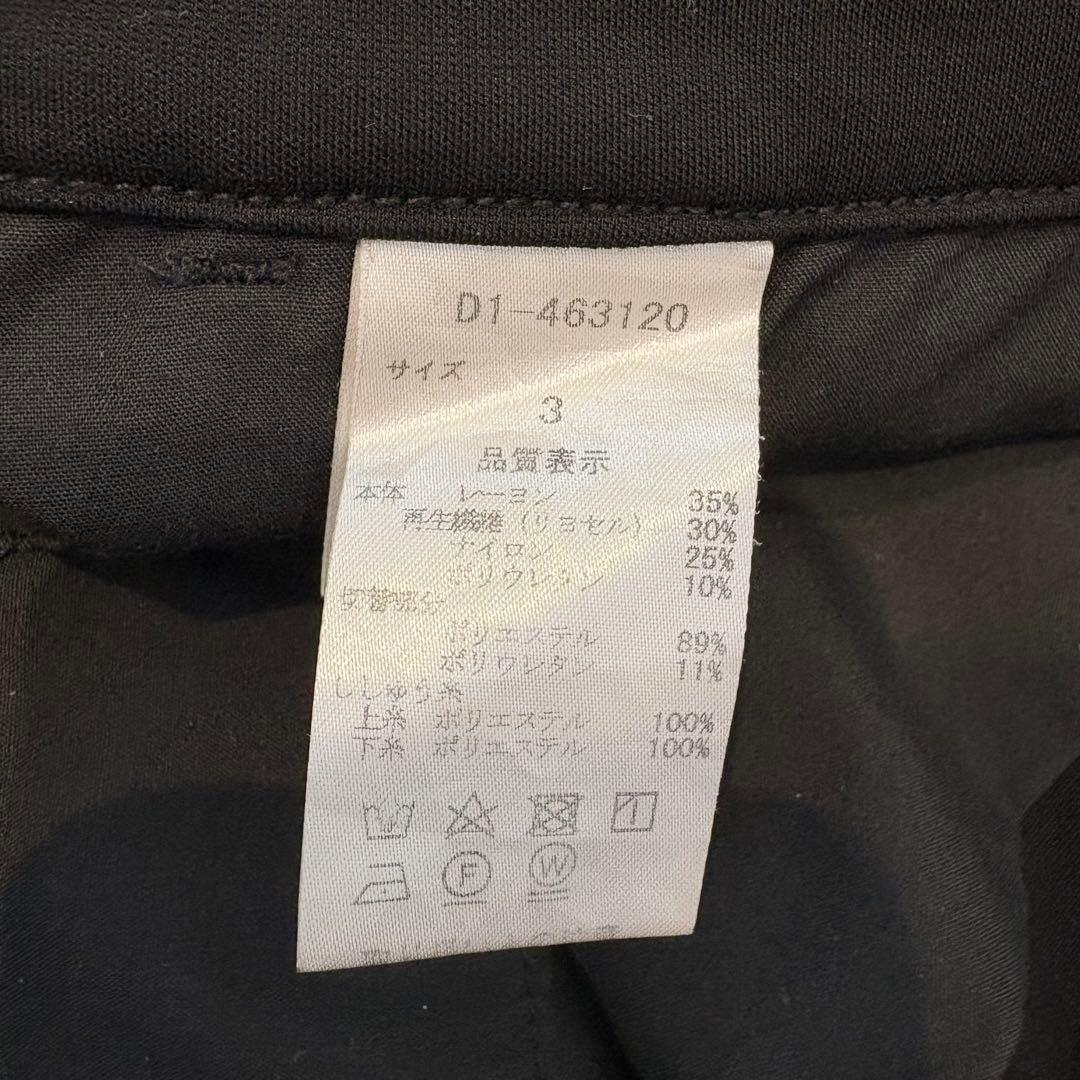 D1-463120
サイズ
3
品質表示
本体 レーヨン 35%
再生繊維(リヨセル) 30%
ナイロン 25%
ポリウレタン 10%
切替部分
ポリエステル 89%
ポリウレタン 11%
ししゅう糸
上糸 ポリエステル 100%
下糸 ポリエステル 100%
F W